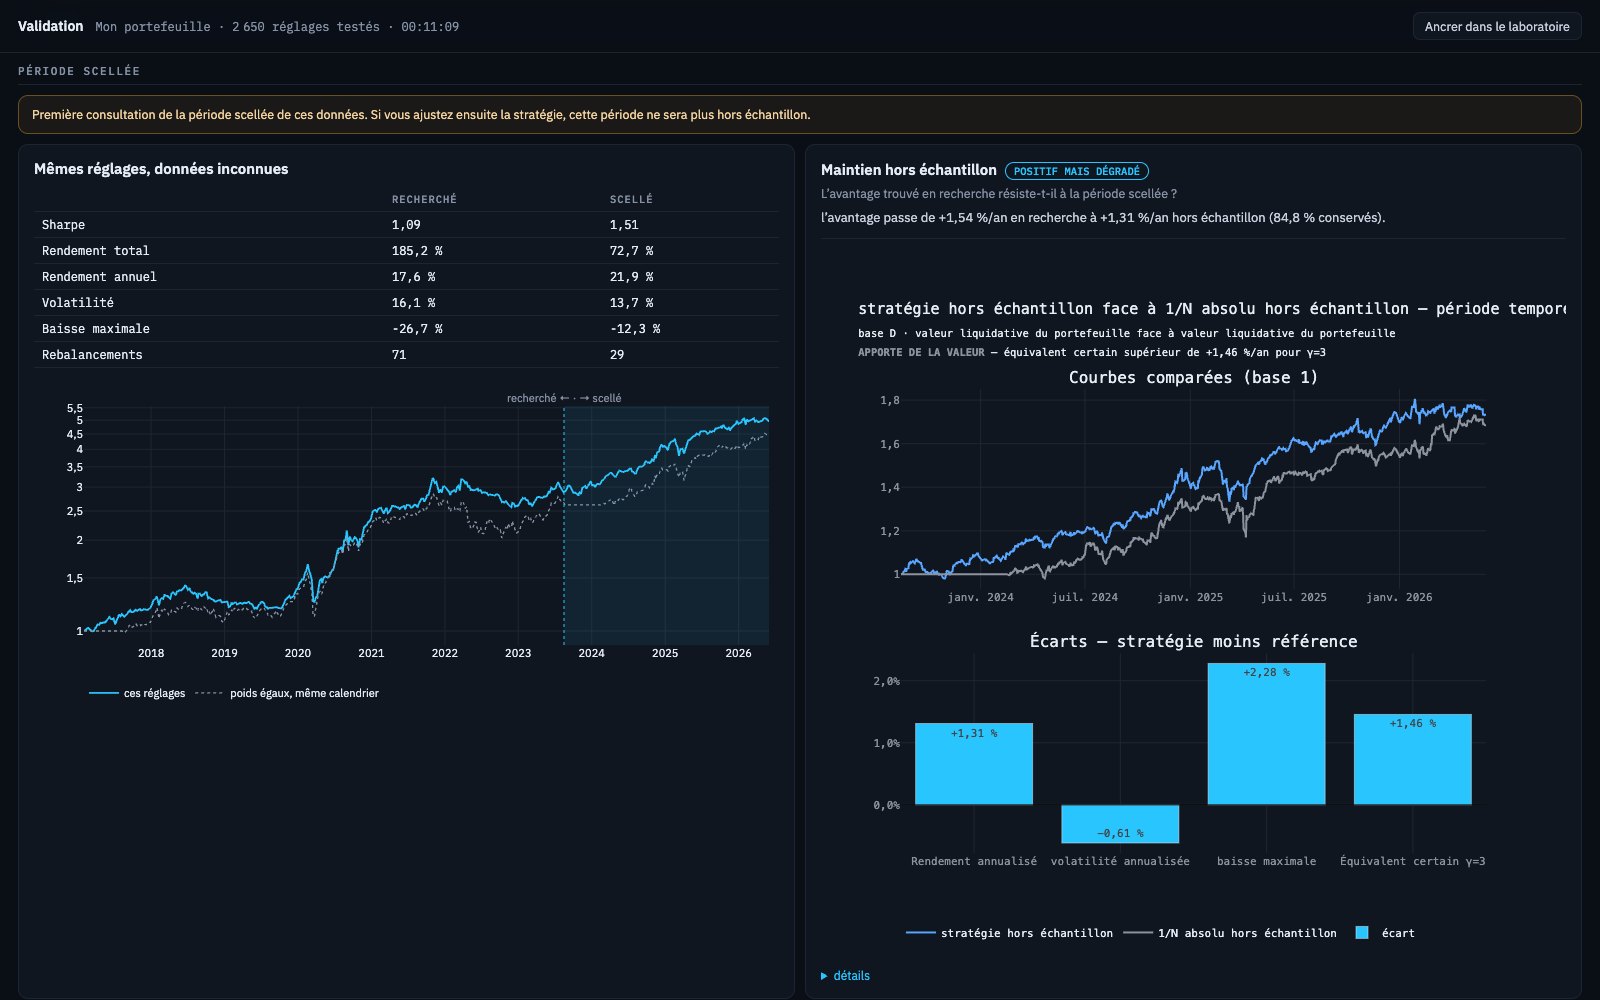 Validation Mon portefeuille · 2 650 réglages testés · 00:11:09
Ancrer dans le laboratoire
PÉRIODE SCELLÉE
Première consultation de la période scellée de ces données. Si vous ajustez ensuite la stratégie, cette période ne sera plus hors échantillon.
Mêmes réglages, données inconnues
RECHERCHÉ SCELLÉ
Sharpe 1,09 1,51
Rendement total 185,2 % 72,7 %
Rendement annuel 17,6 % 21,9 %
Volatilité 16,1 % 13,7 %
Baisse maximale -26,7 % -12,3 %
Rebalancements 71 29
recherché ← · → scellé
5,5
5
4,5
4
3,5
3
2,5
2
1,5
1
2018 2019 2020 2021 2022 2023 2024 2025 2026
ces réglages poids égaux, même calendrier
Maintien hors échantillon POSITIF MAIS DÉGRADÉ
L'avantage trouvé en recherche résiste-t-il à la période scellée ?
l'avantage passe de +1,54 %/an en recherche à +1,31 %/an hors échantillon (84,8 % conservés).
stratégie hors échantillon face à 1/N absolu hors échantillon — période tempore
base D · valeur liquidative du portefeuille face à valeur liquidative du portefeuille
APPORTE DE LA VALEUR — équivalent certain supérieur de +1,46 %/an pour γ=3
Courbes comparées (base 1)
1,8
1,6
1,4
1,2
1
janv. 2024 juil. 2024 janv. 2025 juil. 2025 janv. 2026
Écarts — stratégie moins référence
2,0%
1,0%
0,0%
+1,31 % −0,61 % +2,28 % +1,46 %
Rendement annualisé volatilité annualisée baisse maximale Équivalent certain γ=3
stratégie hors échantillon 1/N absolu hors échantillon écart
▶ détails